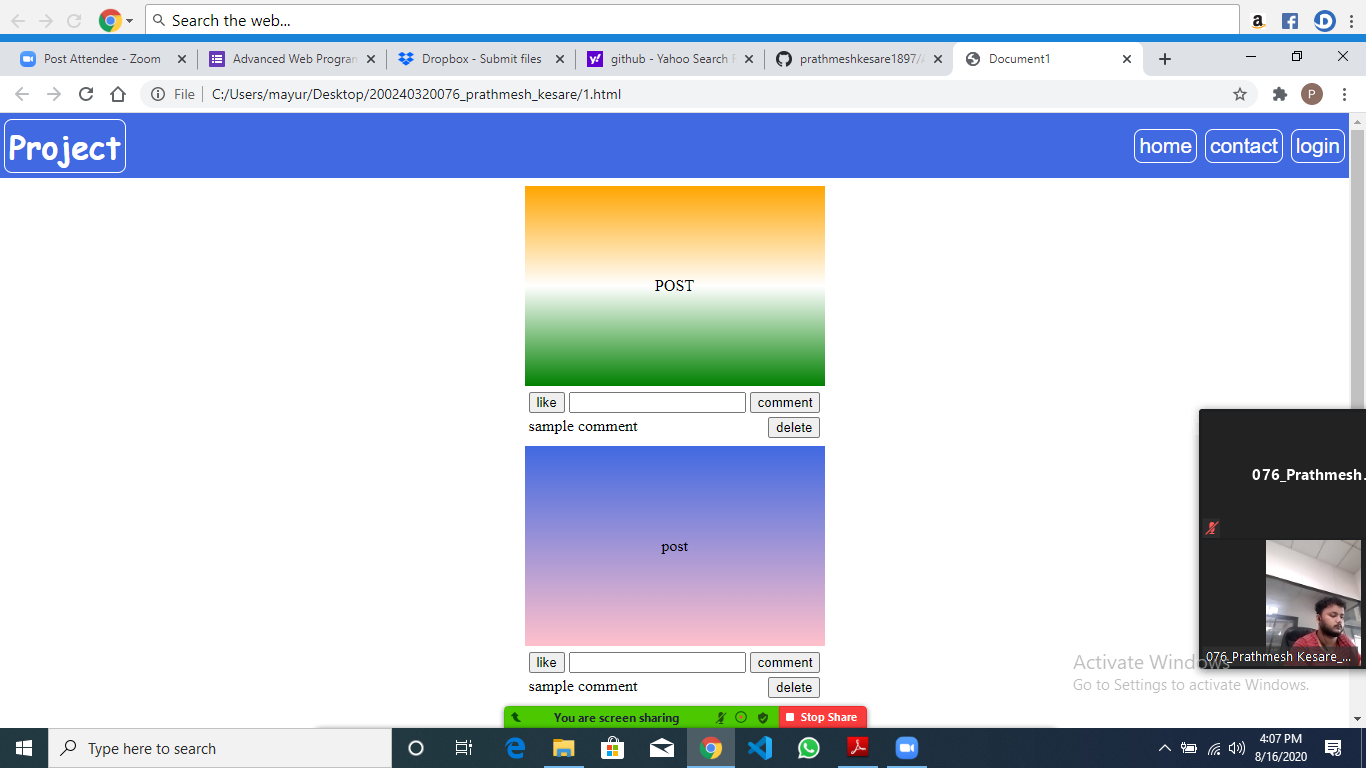 Search the web...
Post Attendee - Zoom
Advanced Web Program
Dropbox - Submit files
github - Yahoo Search R
prathmeshkesare1897/A
Document1
File
C:/Users/mayur/Desktop/200240320076_prathmesh_kesare/1.html
P
Project
home contact login
POST
like comment
sample comment delete
076_Prathmesh...
post
076_Prathmesh Kesare_...
like comment
Activate Windows
sample comment delete
Go to Settings to activate Windows.
You are screen sharing Stop Share
Type here to search
4:07 PM
8/16/2020